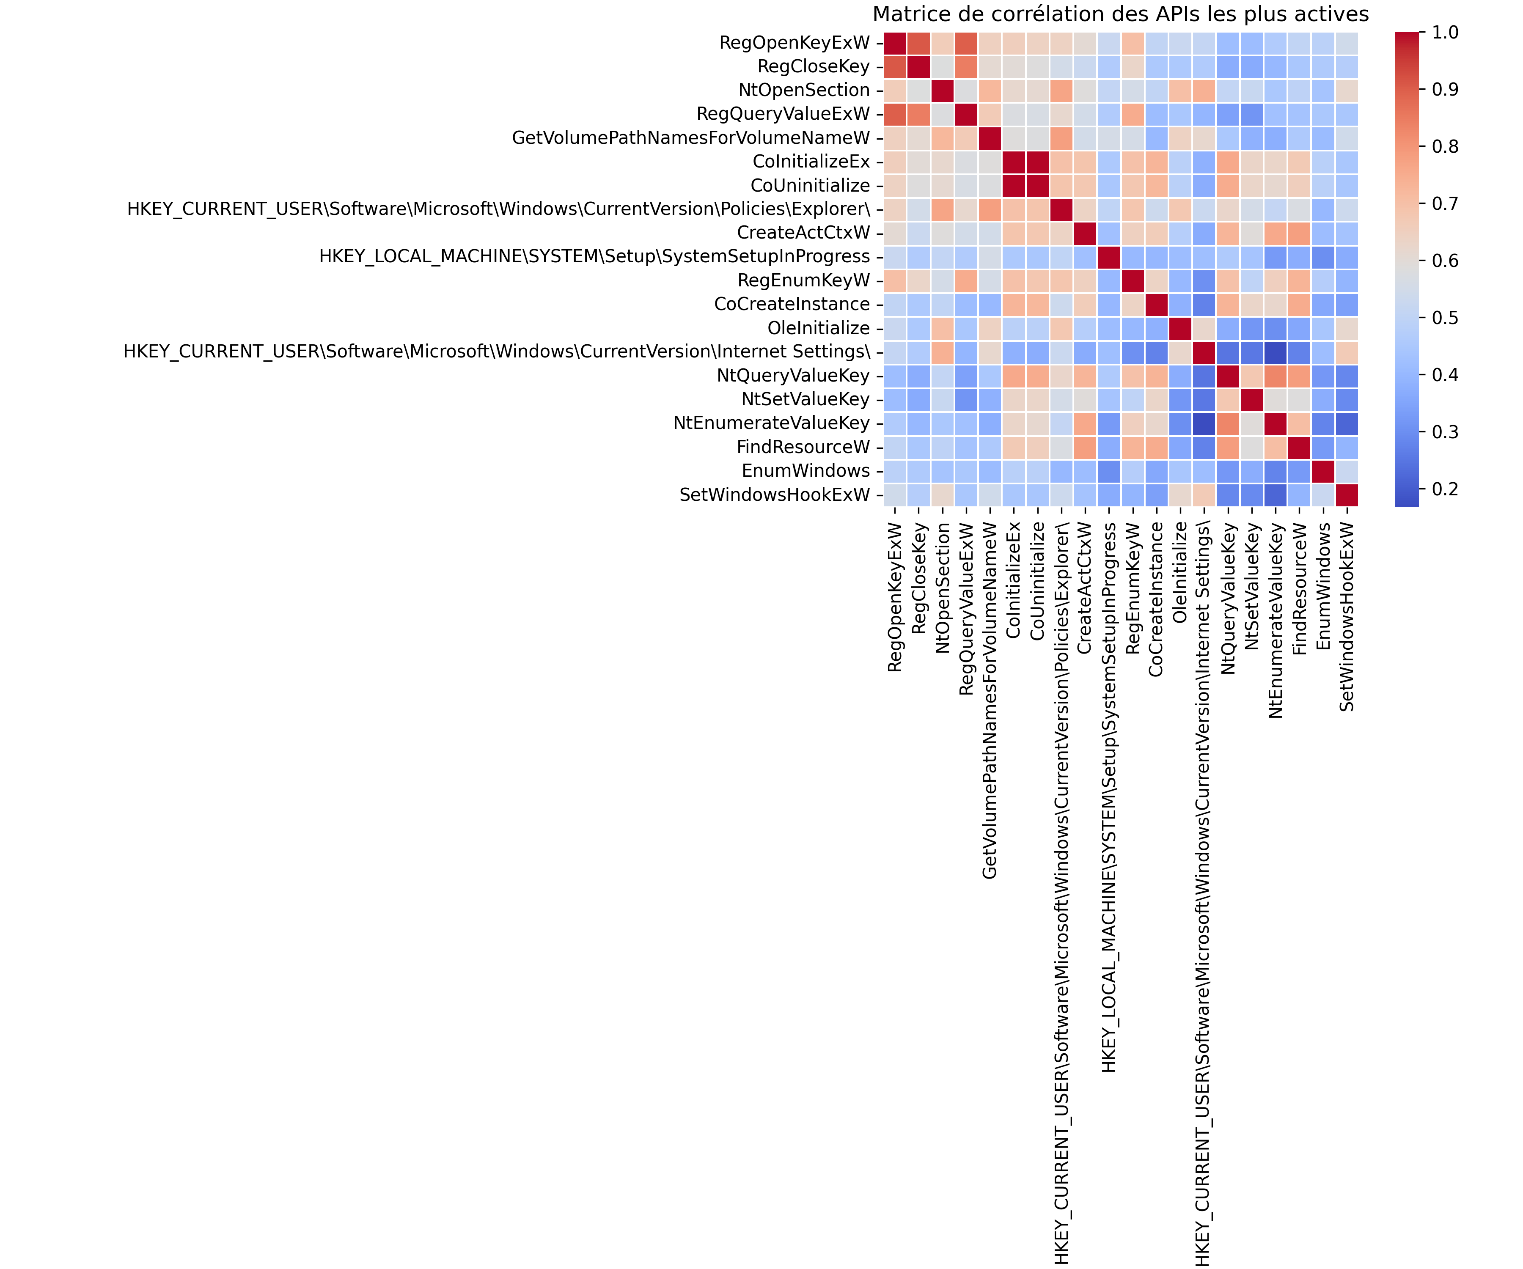 Matrice de corrélation des APIs les plus actives
RegOpenKeyExW
RegCloseKey
NtOpenSection
RegQueryValueExW
GetVolumePathNamesForVolumeNameW
CoInitializeEx
CoUninitialize
HKEY_CURRENT_USER\Software\Microsoft\Windows\CurrentVersion\Policies\Explorer\
CreateActCtxW
HKEY_LOCAL_MACHINE\SYSTEM\Setup\SystemSetupInProgress
RegEnumKeyW
CoCreateInstance
OleInitialize
HKEY_CURRENT_USER\Software\Microsoft\Windows\CurrentVersion\Internet Settings\
NtQueryValueKey
NtSetValueKey
NtEnumerateValueKey
FindResourceW
EnumWindows
SetWindowsHookExW
RegOpenKeyExW
RegCloseKey
NtOpenSection
RegQueryValueExW
GetVolumePathNamesForVolumeNameW
CoInitializeEx
CoUninitialize
HKEY_CURRENT_USER\Software\Microsoft\Windows\CurrentVersion\Policies\Explorer\
CreateActCtxW
HKEY_LOCAL_MACHINE\SYSTEM\Setup\SystemSetupInProgress
RegEnumKeyW
CoCreateInstance
OleInitialize
HKEY_CURRENT_USER\Software\Microsoft\Windows\CurrentVersion\Internet Settings\
NtQueryValueKey
NtSetValueKey
NtEnumerateValueKey
FindResourceW
EnumWindows
SetWindowsHookExW
1.0
0.9
0.8
0.7
0.6
0.5
0.4
0.3
0.2